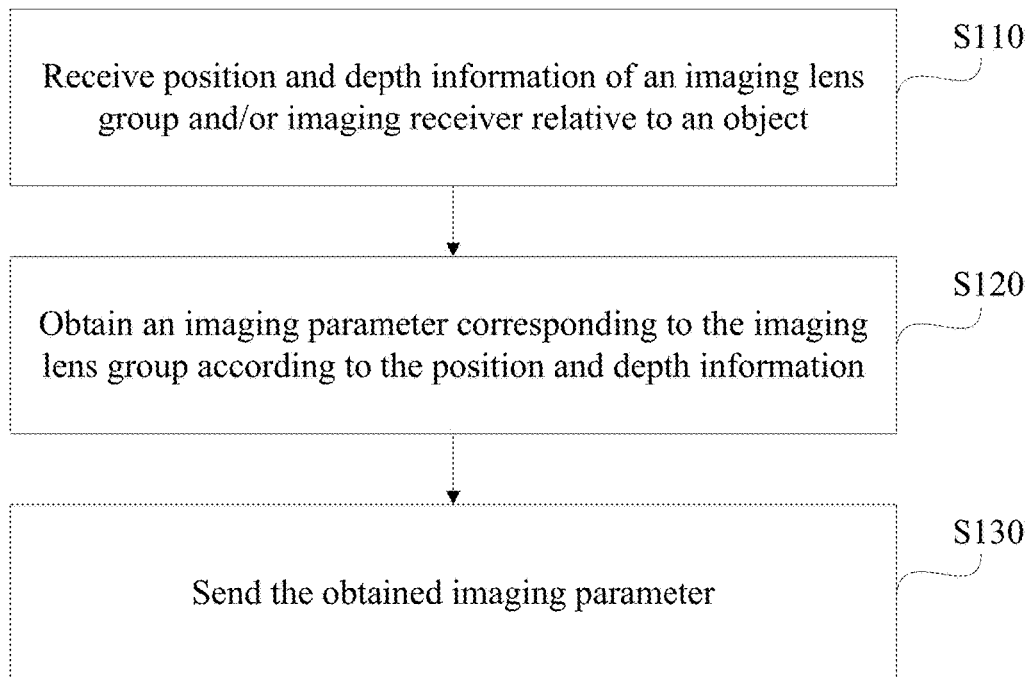 S110
Receive position and depth information of an imaging lens
group and/or imaging receiver relative to an object
S120
Obtain an imaging parameter corresponding to the imaging
lens group according to the position and depth information
S130
Send the obtained imaging parameter